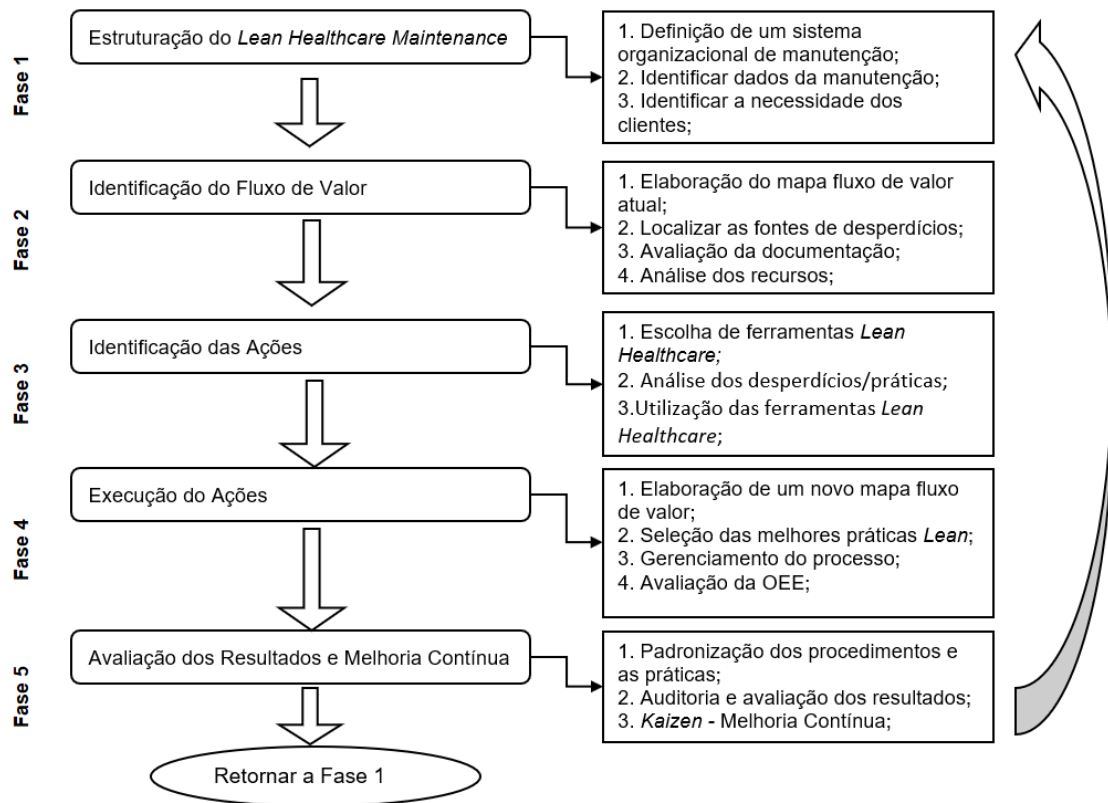 Fase 1
Estruturação do Lean Healthcare Maintenance
1. Definição de um sistema
organizacional de manutenção;
2. Identificar dados da manutenção;
3. Identificar a necessidade dos
clientes;
Fase 2
Identificação do Fluxo de Valor
1. Elaboração do mapa fluxo de valor
atual;
2. Localizar as fontes de desperdícios;
3. Avaliação da documentação;
4. Análise dos recursos;
Fase 3
Identificação das Ações
1. Escolha de ferramentas Lean
Healthcare;
2. Análise dos desperdícios/práticas;
3.Utilização das ferramentas Lean
Healthcare;
Fase 4
Execução do Ações
1. Elaboração de um novo mapa fluxo
de valor;
2. Seleção das melhores práticas Lean;
3. Gerenciamento do processo;
4. Avaliação da OEE;
Fase 5
Avaliação dos Resultados e Melhoria Contínua
1. Padronização dos procedimentos e
as práticas;
2. Auditoria e avaliação dos resultados;
3. Kaizen - Melhoria Contínua;
Retornar a Fase 1